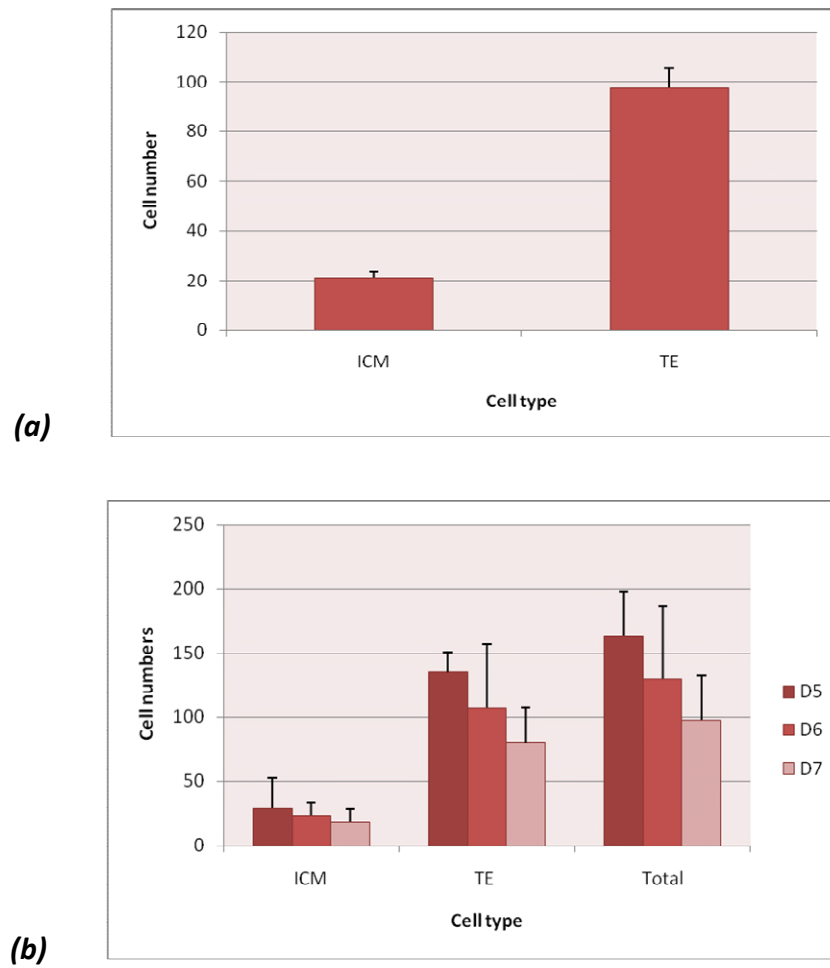 120
100
80
60
40
20
0
Cell number
ICM TE
Cell type
(a)
250
200
150
100
50
0
Cell numbers
ICM TE Total
Cell type
D5
D6
D7
(b)